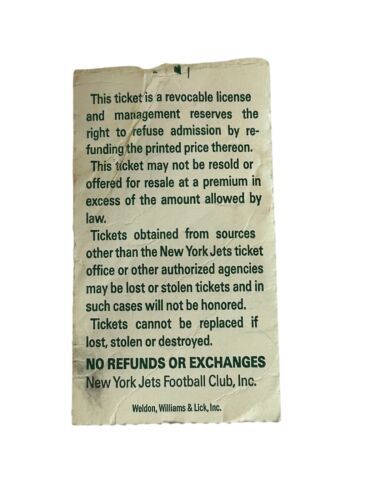 This ticket is a revocable license
and management reserves the
right to refuse admission by re-
funding the printed price thereon.
This ticket may not be resold or
offered for resale at a premium in
excess of the amount allowed by
law.
Tickets obtained from sources
other than the New York Jets ticket
office or other authorized agencies
may be lost or stolen tickets and in
such cases will not be honored.
Tickets cannot be replaced if
lost, stolen or destroyed.
NO REFUNDS OR EXCHANGES
New York Jets Football Club, Inc.
Weldon, Williams & Lick, Inc.